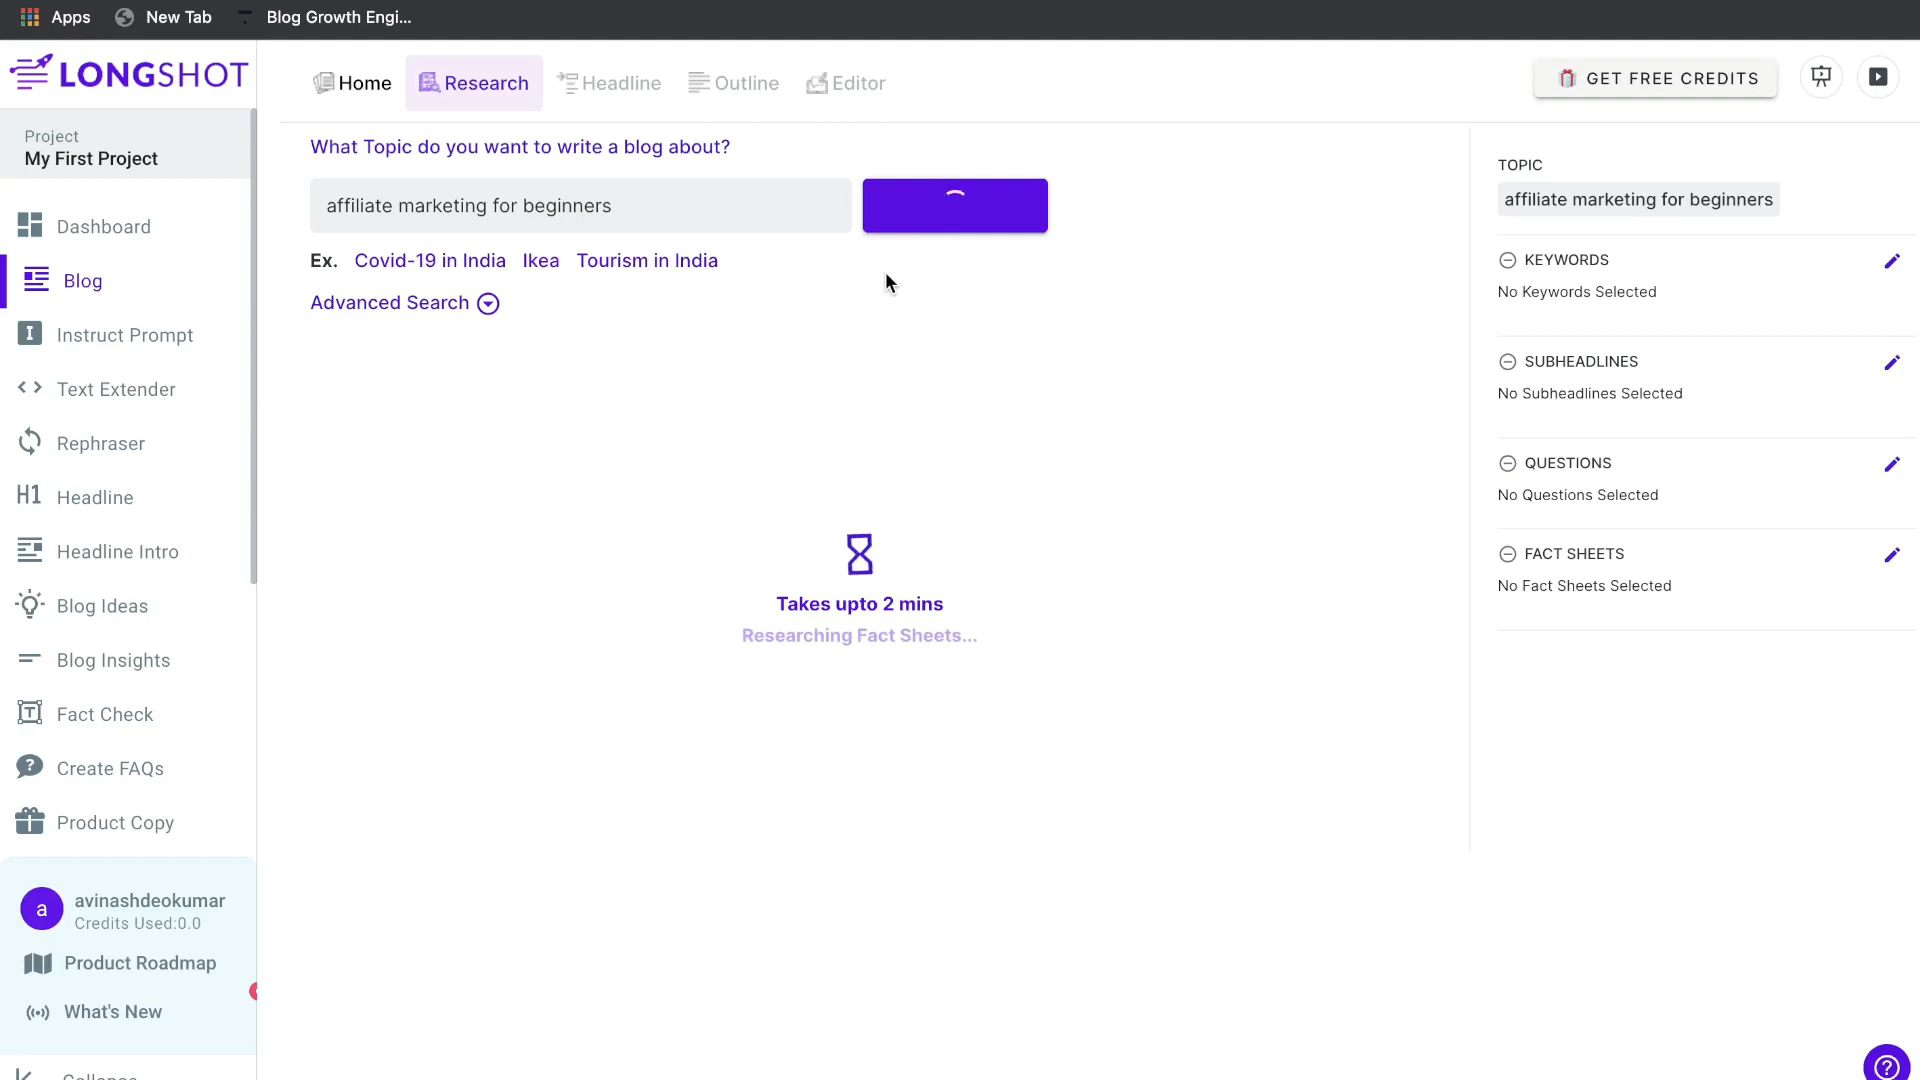 Apps
New Tab
Blog Growth Engi...
LONGSHOT
Home
Research
Headline
Outline
Editor
GET FREE CREDITS
Project
My First Project
Dashboard
Blog
Instruct Prompt
Text Extender
Rephraser
H1 Headline
Headline Intro
Blog Ideas
Blog Insights
Fact Check
Create FAQs
Product Copy
a
avinashdeokumar
Credits Used:0.0
Product Roadmap
What's New
Collapse
What Topic do you want to write a blog about?
affiliate marketing for beginners
Ex. Covid-19 in India Ikea Tourism in India
Advanced Search
Takes upto 2 mins
Researching Fact Sheets...
TOPIC
affiliate marketing for beginners
KEYWORDS
No Keywords Selected
SUBHEADLINES
No Subheadlines Selected
QUESTIONS
No Questions Selected
FACT SHEETS
No Fact Sheets Selected